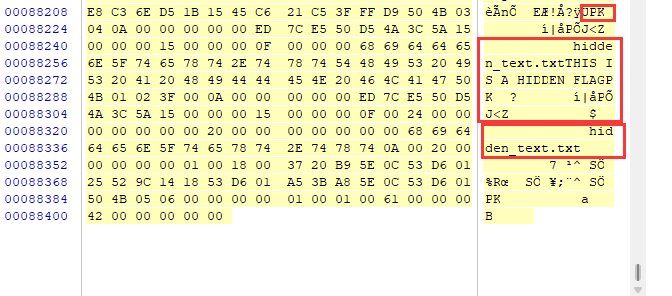 00088208 E8 C3 6E D5 1B 15 45 C6 21 C5 3F FF D9 50 4B 03 èÃnÕ EÆ!Å?ÿÙPK
00088224 04 0A 00 00 00 00 00 ED 7C E5 50 D5 4A 3C 5A 15 í|åPÕJ<Z
00088240 00 00 00 15 00 00 00 0F 00 00 00 68 69 64 64 65 hidde
00088256 6E 5F 74 65 78 74 2E 74 78 74 54 48 49 53 20 49 n_text.txtTHIS I
00088272 53 20 41 20 48 49 44 44 45 4E 20 46 4C 41 47 50 S A HIDDEN FLAGP
00088288 4B 01 02 3F 00 0A 00 00 00 00 00 ED 7C E5 50 D5 K ? í|åPÕ
00088304 4A 3C 5A 15 00 00 00 15 00 00 00 0F 00 24 00 00 J<Z $
00088320 00 00 00 00 00 20 00 00 00 00 00 00 00 68 69 64 hid
00088336 64 65 6E 5F 74 65 78 74 2E 74 78 74 0A 00 20 00 den_text.txt
00088352 00 00 00 00 01 00 18 00 37 20 B9 5E 0C 53 D6 01 7 ¹^ SÖ
00088368 25 52 9C 14 18 53 D6 01 A5 3B A8 5E 0C 53 D6 01 %Rœ SÖ ¥;¨^ SÖ
00088384 50 4B 05 06 00 00 00 00 01 00 01 00 61 00 00 00 PK a
00088400 42 00 00 00 00 00 B